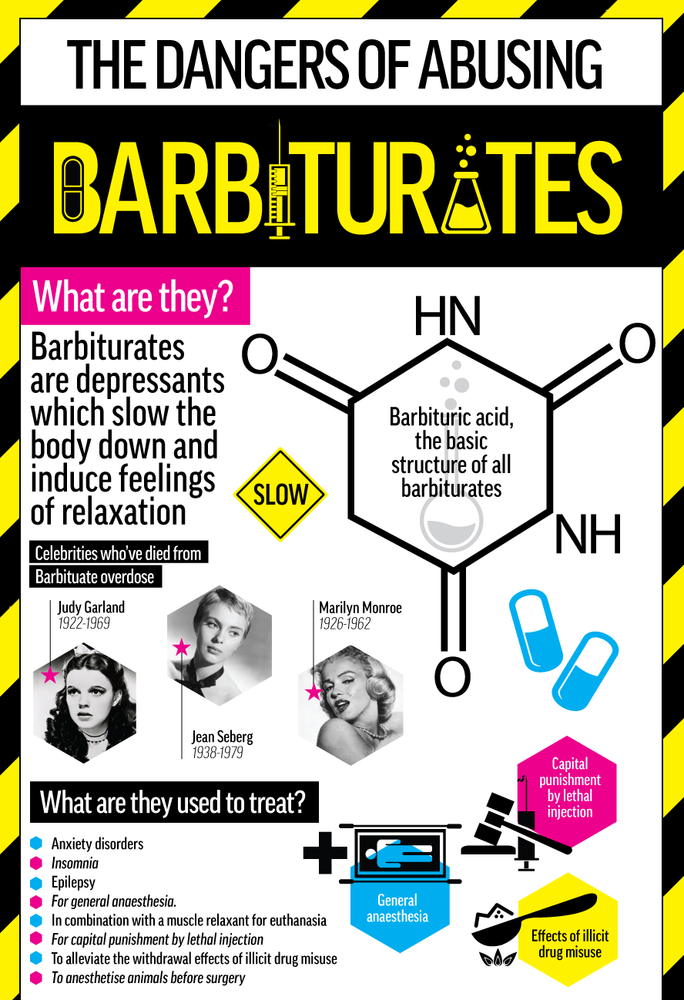 THE DANGERS OF ABUSING
BARBITURATES
What are they?
Barbiturates
are depressants
which slow the
body down and
induce feelings
of relaxation
SLOW
HN
O
O
Barbituric acid,
the basic
structure of all
barbiturates
NH
O
Celebrities who've died from
Barbituate overdose
Judy Garland
1922-1969
Jean Seberg
1938-1979
Marilyn Monroe
1926-1962
What are they used to treat?
Anxiety disorders
Insomnia
Epilepsy
For general anaesthesia.
In combination with a muscle relaxant for euthanasia
For capital punishment by lethal injection
To alleviate the withdrawal effects of illicit drug misuse
To anesthetise animals before surgery
Capital
punishment
by lethal
injection
General
anaesthesia
Effects of illicit
drug misuse